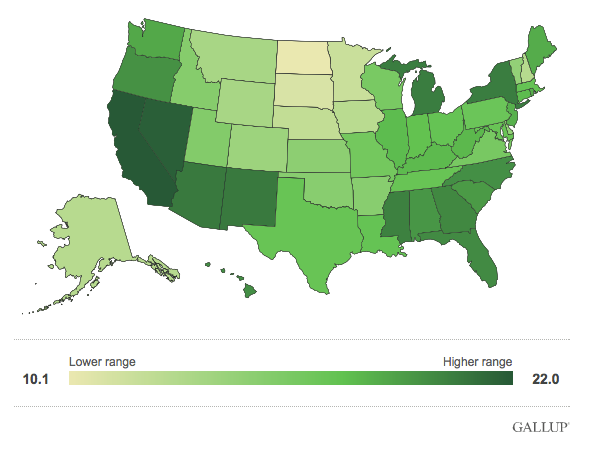 Lower range
Higher range
10.1
22.0
GALLUP®